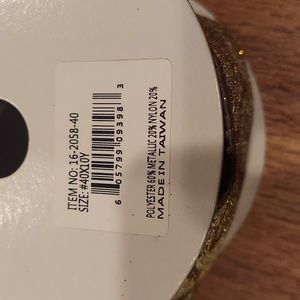 ITEM NO: 16-2058-40
SIZE: #40X10Y
6 05799 09398 3
POLYESTER 60% METALLIC 20% NYLON 20%
MADE IN TAIWAN